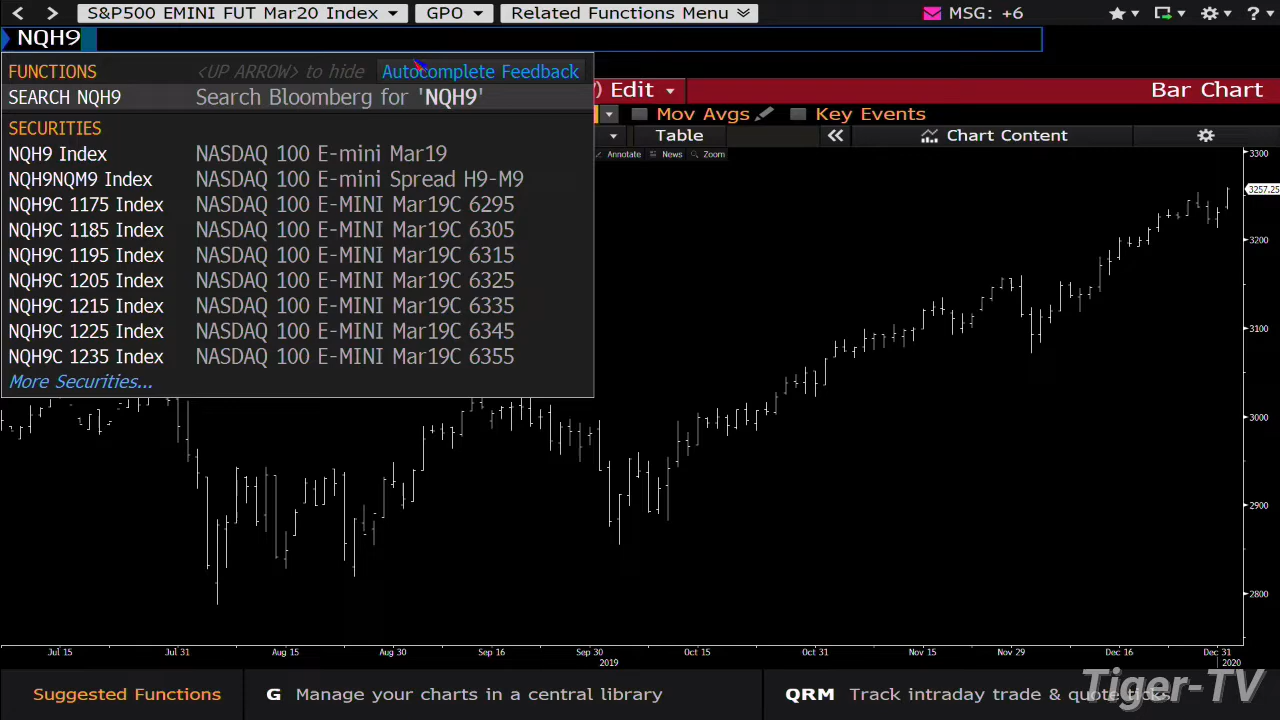 S&P500 EMINI FUT Mar20 Index GPO Related Functions Menu MSG: +6 ?
NQH9
FUNCTIONS <UP ARROW> to hide Autocomplete Feedback
SEARCH NQH9 Search Bloomberg for 'NQH9'
) Edit Bar Chart
Mov Avgs Key Events
SECURITIES
Table Chart Content
NQH9 Index NASDAQ 100 E-mini Mar19
Annotate News Zoom
NQH9NQM9 Index NASDAQ 100 E-mini Spread H9-M9
NQH9C 1175 Index NASDAQ 100 E-MINI Mar19C 6295
NQH9C 1185 Index NASDAQ 100 E-MINI Mar19C 6305
NQH9C 1195 Index NASDAQ 100 E-MINI Mar19C 6315
NQH9C 1205 Index NASDAQ 100 E-MINI Mar19C 6325
NQH9C 1215 Index NASDAQ 100 E-MINI Mar19C 6335
NQH9C 1225 Index NASDAQ 100 E-MINI Mar19C 6345
NQH9C 1235 Index NASDAQ 100 E-MINI Mar19C 6355
More Securities...
3300
3257.25
3200
3100
3000
2900
2800
Jul 15 Jul 31 Aug 15 Aug 30 Sep 16 Sep 30 Oct 15 Oct 31 Nov 15 Nov 29 Dec 16 Dec 31
2019 2020
Suggested Functions G Manage your charts in a central library QRM Track intraday trade & quote ticks
Tiger-TV